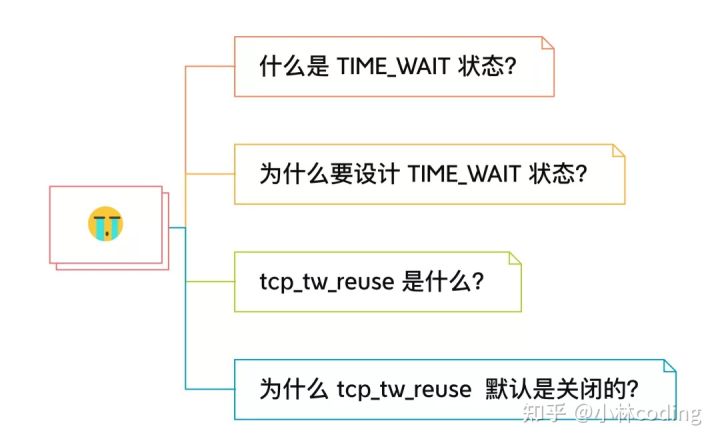 什么是 TIME_WAIT 状态?
为什么要设计 TIME_WAIT 状态?
tcp_tw_reuse 是什么?
为什么 tcp_tw_reuse 默认是关闭的?
知乎 @小林coding